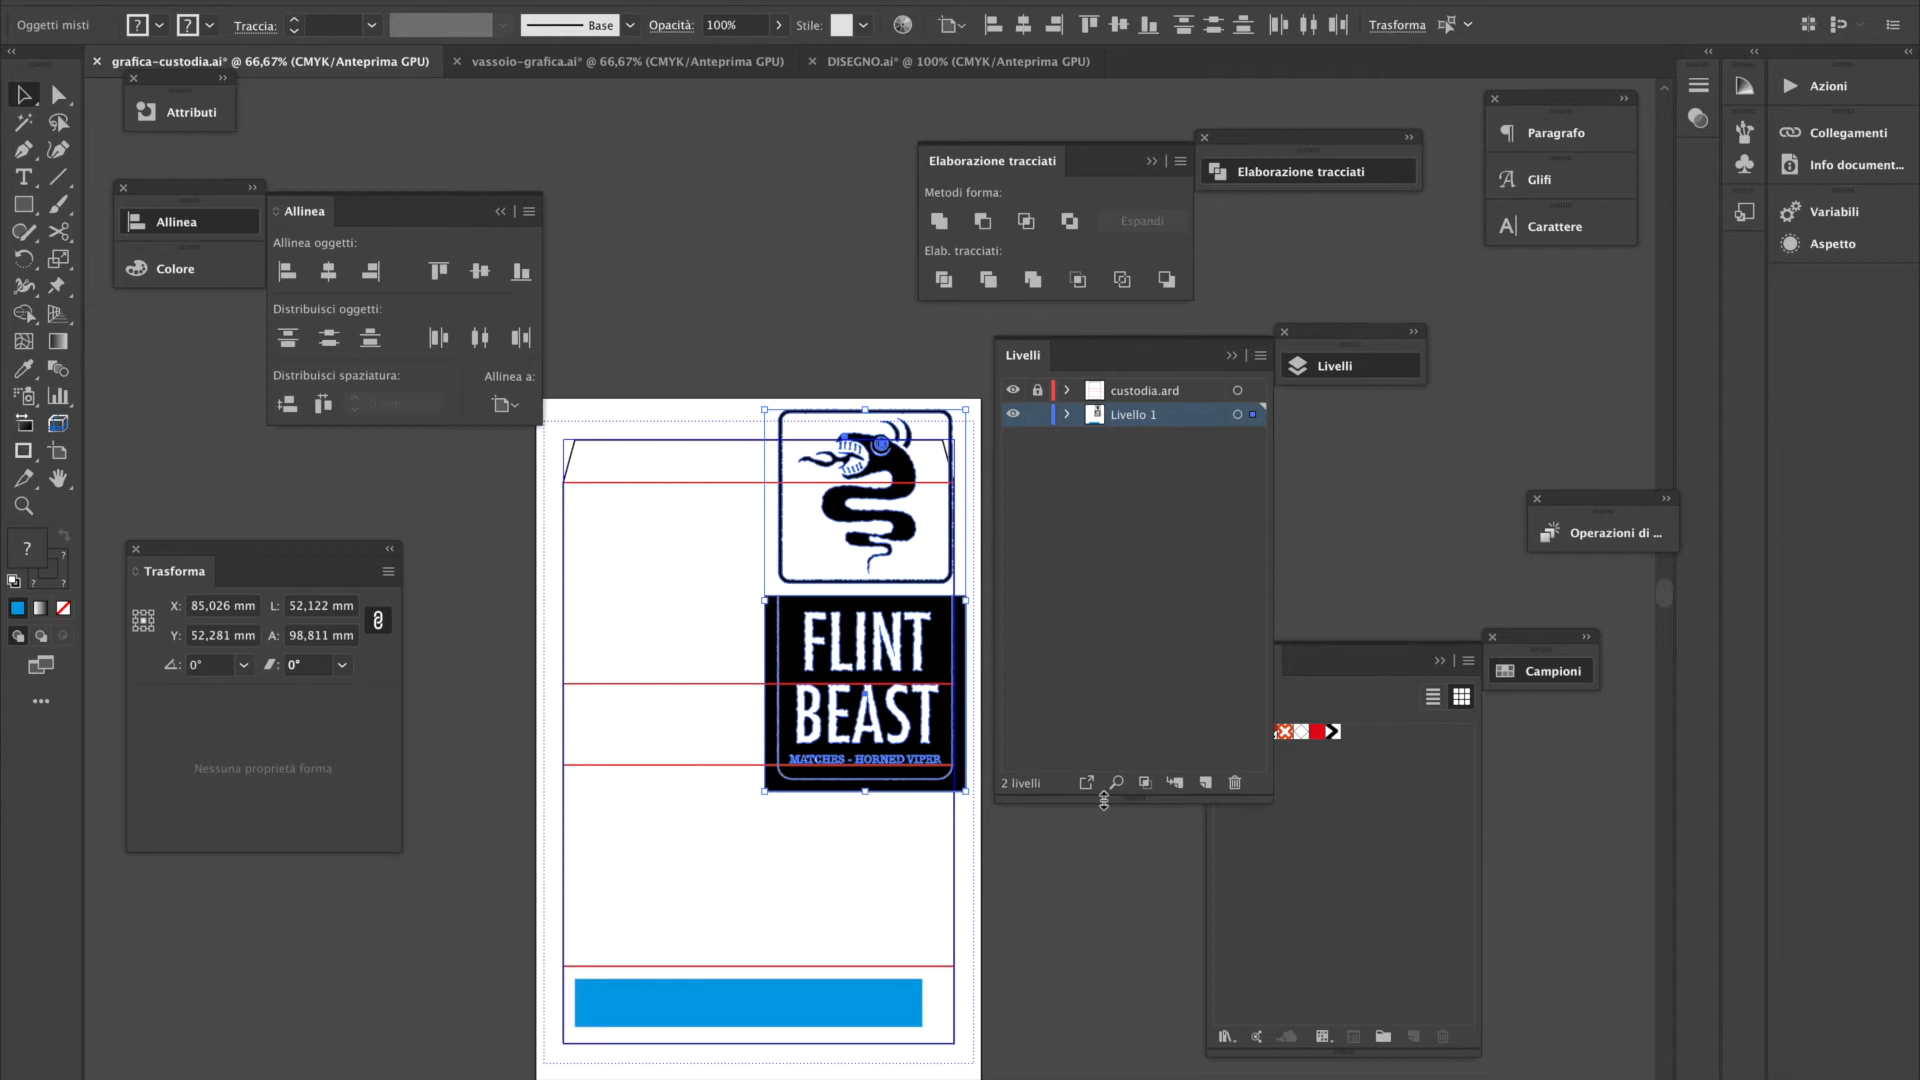 Oggetti misti
Traccia:
Base
Opacità: 100%
Stile:
Trasforma
grafica-custodia.ai* @ 66,67% (CMYK/Anteprima GPU)
vassoio-grafica.ai* @ 66,67% (CMYK/Anteprima GPU)
DISEGNO.ai* @ 100% (CMYK/Anteprima GPU)
Attributi
Allinea
Colore
Allinea
Allinea oggetti:
Distribuisci oggetti:
Distribuisci spaziatura:
Allinea a:
Trasforma
X: 85,026 mm L: 52,122 mm
Y: 52,281 mm A: 98,811 mm
0° 0°
Nessuna proprietà forma
FLINT
BEAST
MATCHES - HORNED VIPER
Elaborazione tracciati
Metodi forma:
Espandi
Elab. tracciati:
Elaborazione tracciati
Livelli
custodia.ard
Livello 1
2 livelli
Livelli
Paragrafo
Glifi
Carattere
Operazioni di ...
Campioni
Azioni
Collegamenti
Info document...
Variabili
Aspetto